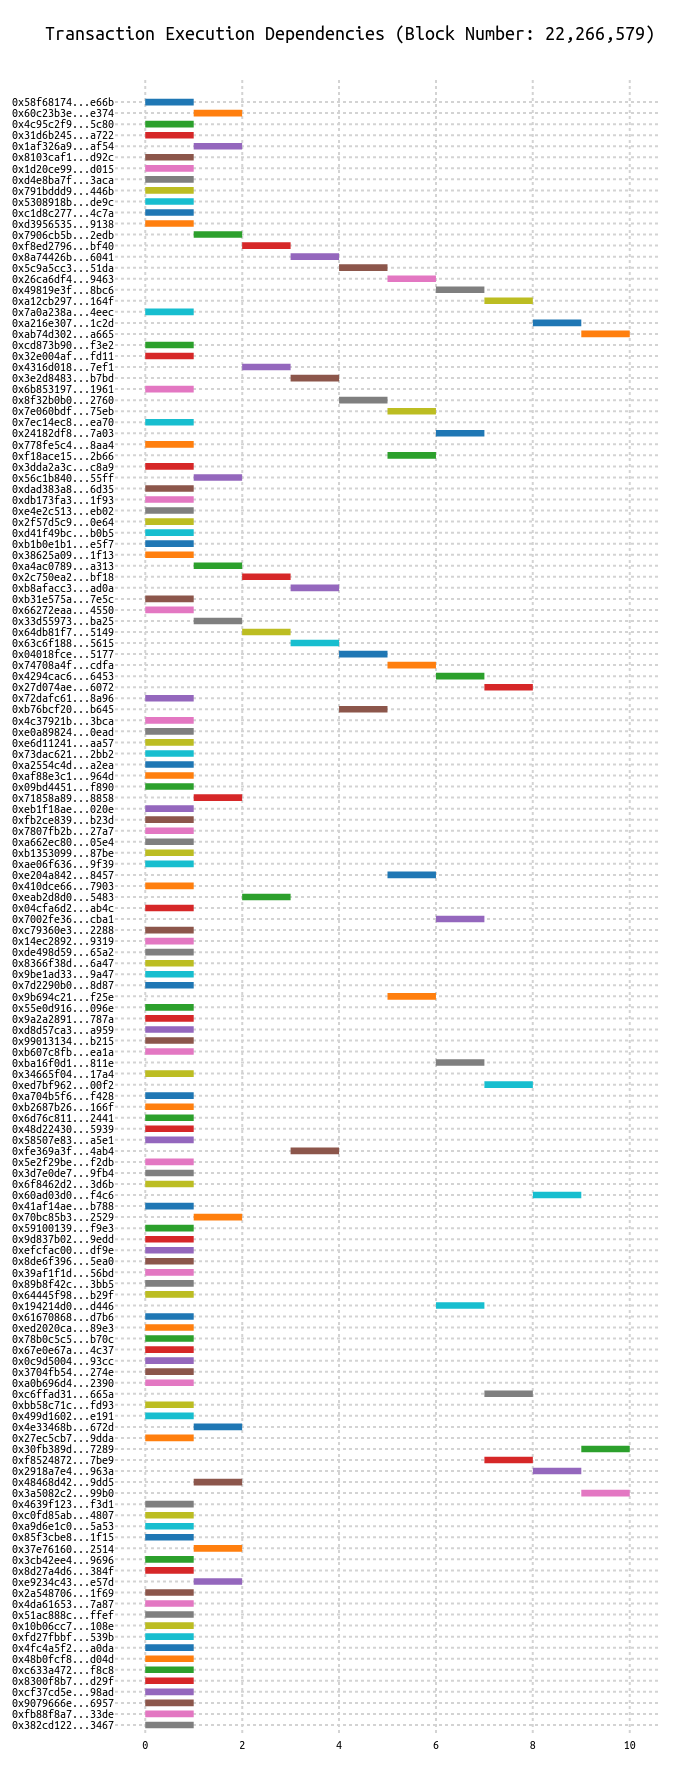 Transaction Execution Dependencies (Block Number: 22,266,579)
0x58f68174...e66b
0x60c23b3e...e374
0x4c95c2f9...5c80
0x31d6b245...a722
0x1af326a9...af54
0x8103caf1...d92c
0x1d20ce99...d015
0xd4e8ba7f...3aca
0x791bddd9...446b
0x5308918b...de9c
0xc1d8c277...4c7a
0xd3956535...9138
0x7906cb5b...2edb
0xf8ed2796...bf40
0x8a74426b...6041
0x5c9a5cc3...51da
0x26ca6df4...9463
0x49819e3f...8bc6
0xa12cb297...164f
0x7a0a238a...4eec
0xa216e307...1c2d
0xab74d302...a665
0xcd873b90...f3e2
0x32e004af...fd11
0x4316d018...7ef1
0x3e2d8483...b7bd
0x6b853197...1961
0x8f32b0b0...2760
0x7e060bdf...75eb
0x7ec14ec8...ea70
0x24182df8...7a03
0x778fe5c4...8aa4
0xf18ace15...2b66
0x3dda2a3c...c8a9
0x56c1b840...55ff
0xdad383a8...6d35
0xdb173fa3...1f93
0xe4e2c513...eb02
0x2f57d5c9...0e64
0xd41f49bc...b0b5
0xb1b0e1b1...e5f7
0x38625a09...1f13
0xa4ac0789...a313
0x2c750ea2...bf18
0xb8afacc3...ad0a
0xb31e575a...7e5c
0x66272eaa...4550
0x33d55973...ba25
0x64db81f7...5149
0x63c6f188...5615
0x04018fce...5177
0x74708a4f...cdfa
0x4294cac6...6453
0x27d074ae...6072
0x72dafc61...8a96
0xb76bcf20...b645
0x4c37921b...3bca
0xe0a89824...0ead
0xe6d11241...aa57
0x73dac621...2bb2
0xa2554c4d...a2ea
0xaf88e3c1...964d
0x09bd4451...f890
0x71858a89...8858
0xeb1f18ae...020e
0xfb2ce839...b23d
0x7807fb2b...27a7
0xa662ec80...05e4
0xb1353099...87be
0xae06f636...9f39
0xe204a842...8457
0x410dce66...7903
0xeab2d8d0...5483
0x04cfa6d2...ab4c
0x7002fe36...cba1
0xc79360e3...2288
0x14ec2892...9319
0xde498d59...65a2
0x8366f38d...6a47
0x9be1ad33...9a47
0x7d2290b0...8d87
0x9b694c21...f25e
0x55e0d916...096e
0x9a2a2891...787a
0xd8d57ca3...a959
0x99013134...b215
0xb607c8fb...ea1a
0xba16f0d1...811e
0x34665f04...17a4
0xed7bf962...00f2
0xa704b5f6...f428
0xb2687b26...166f
0x6d76c811...2441
0x48d22430...5939
0x58507e83...a5e1
0xfe369a3f...4ab4
0x5e2f29be...f2db
0x3d7e0de7...9fb4
0x6f8462d2...3d6b
0x60ad03d0...f4c6
0x41af14ae...b788
0x70bc85b3...2529
0x59100139...f9e3
0x9d837b02...9edd
0xefcfac00...df9e
0x8de6f396...5ea0
0x39af1f1d...56bd
0x89b8f42c...3bb5
0x64445f98...b29f
0x194214d0...d446
0x61670868...d7b6
0xed2020ca...89e3
0x78b0c5c5...b70c
0x67e0e67a...4c37
0x0c9d5004...93cc
0x3704fb54...274e
0xa0b696d4...2390
0xc6ffad31...665a
0xbb58c71c...fd93
0x499d1602...e191
0x4e33468b...672d
0x27ec5cb7...9dda
0x30fb389d...7289
0xf8524872...7be9
0x2918a7e4...963a
0x48468d42...9dd5
0x3a5082c2...99b0
0x4639f123...f3d1
0xc0fd85ab...4807
0xa9d6e1c0...5a53
0x85f3cbe8...1f15
0x37e76160...2514
0x3cb42ee4...9696
0x8d27a4d6...384f
0xe9234c43...e57d
0x2a548706...1f69
0x4da61653...7a87
0x51ac888c...ffef
0x10b06cc7...108e
0xfd27fbbf...539b
0x4fc4a5f2...a0da
0x48b0fcf8...d04d
0xc633a472...f8c8
0x8300f8b7...d29f
0xcf37cd5e...98ad
0x9079666e...6957
0xfb88f8a7...33de
0x382cd122...3467
0 2 4 6 8 10